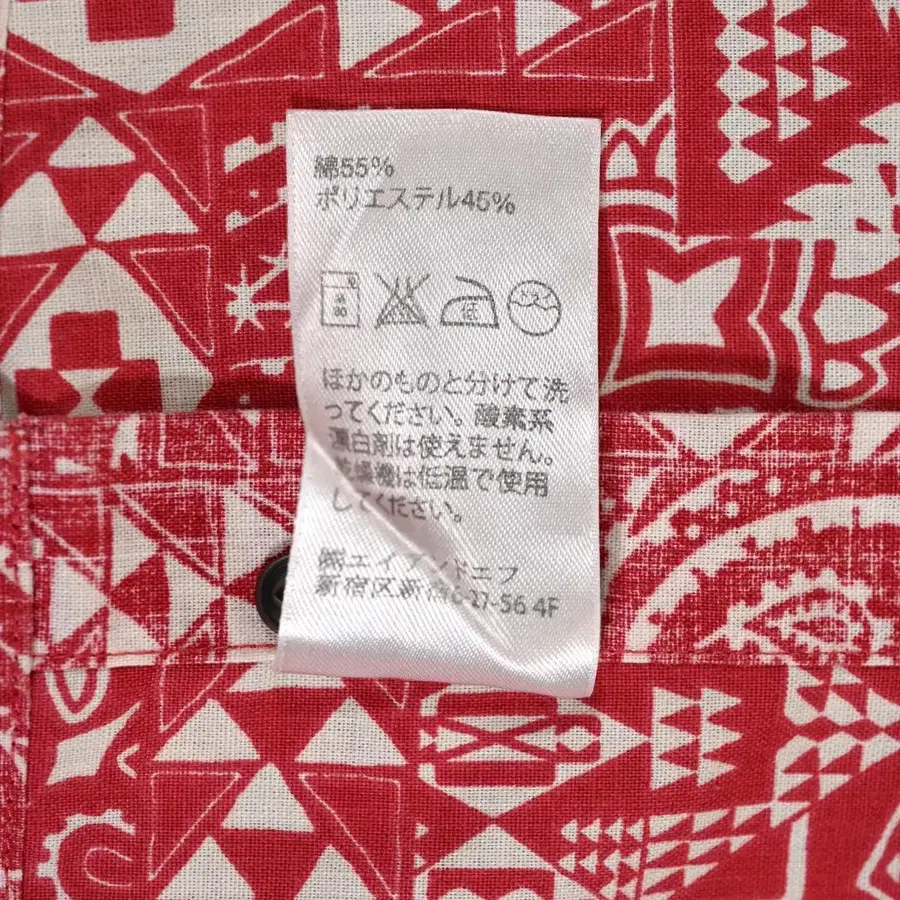 綿55%
ポリエステル45%
低
ほかのものと分けて洗
ってください。酸素系
漂白剤は使えません。
乾燥機は低温で使用
してください。
㈱エイアンドエフ
新宿区新宿6-27-56 4F